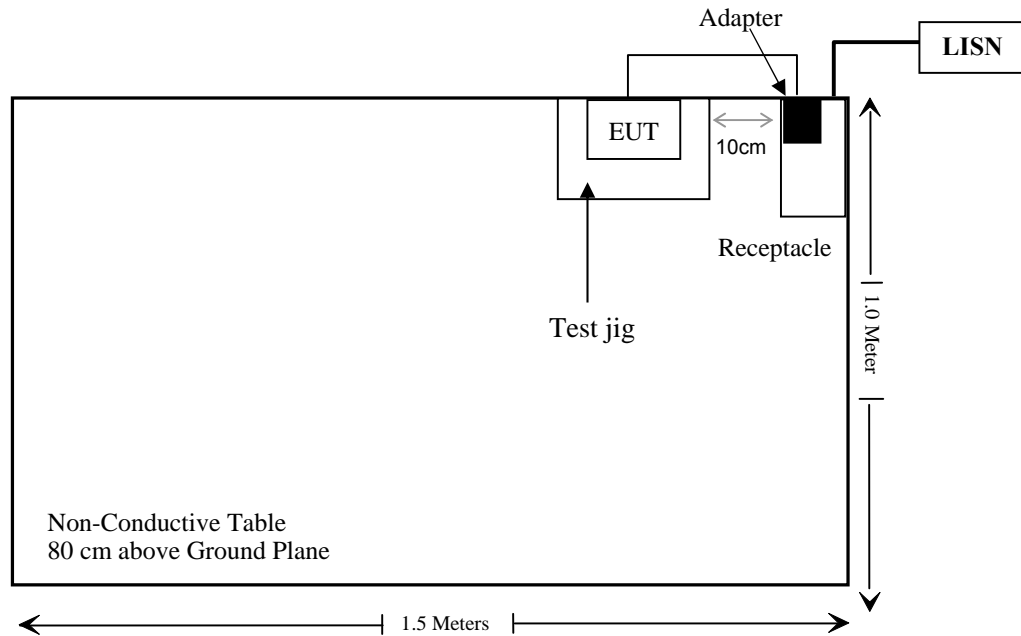 Adapter
LISN
EUT
10cm
Receptacle
Test jig
1.0 Meter
Non-Conductive Table
80 cm above Ground Plane
1.5 Meters